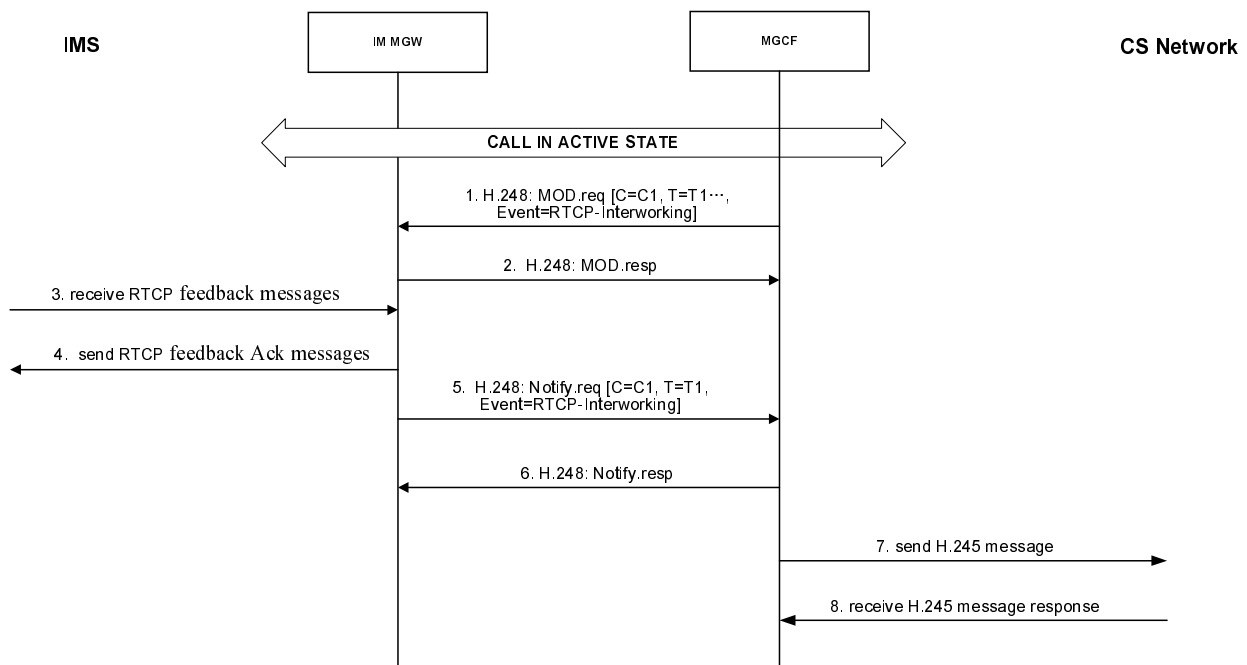 IMS
IM MGW
MGCF
CS Network
CALL IN ACTIVE STATE
1. H.248: MOD.req [C=C1, T=T1⋯,
Event=RTCP-Interworking]
2. H.248: MOD.resp
3. receive RTCP feedback messages
4. send RTCP feedback Ack messages
5. H.248: Notify.req [C=C1, T=T1,
Event=RTCP-Interworking]
6. H.248: Notify.resp
7. send H.245 message
8. receive H.245 message response